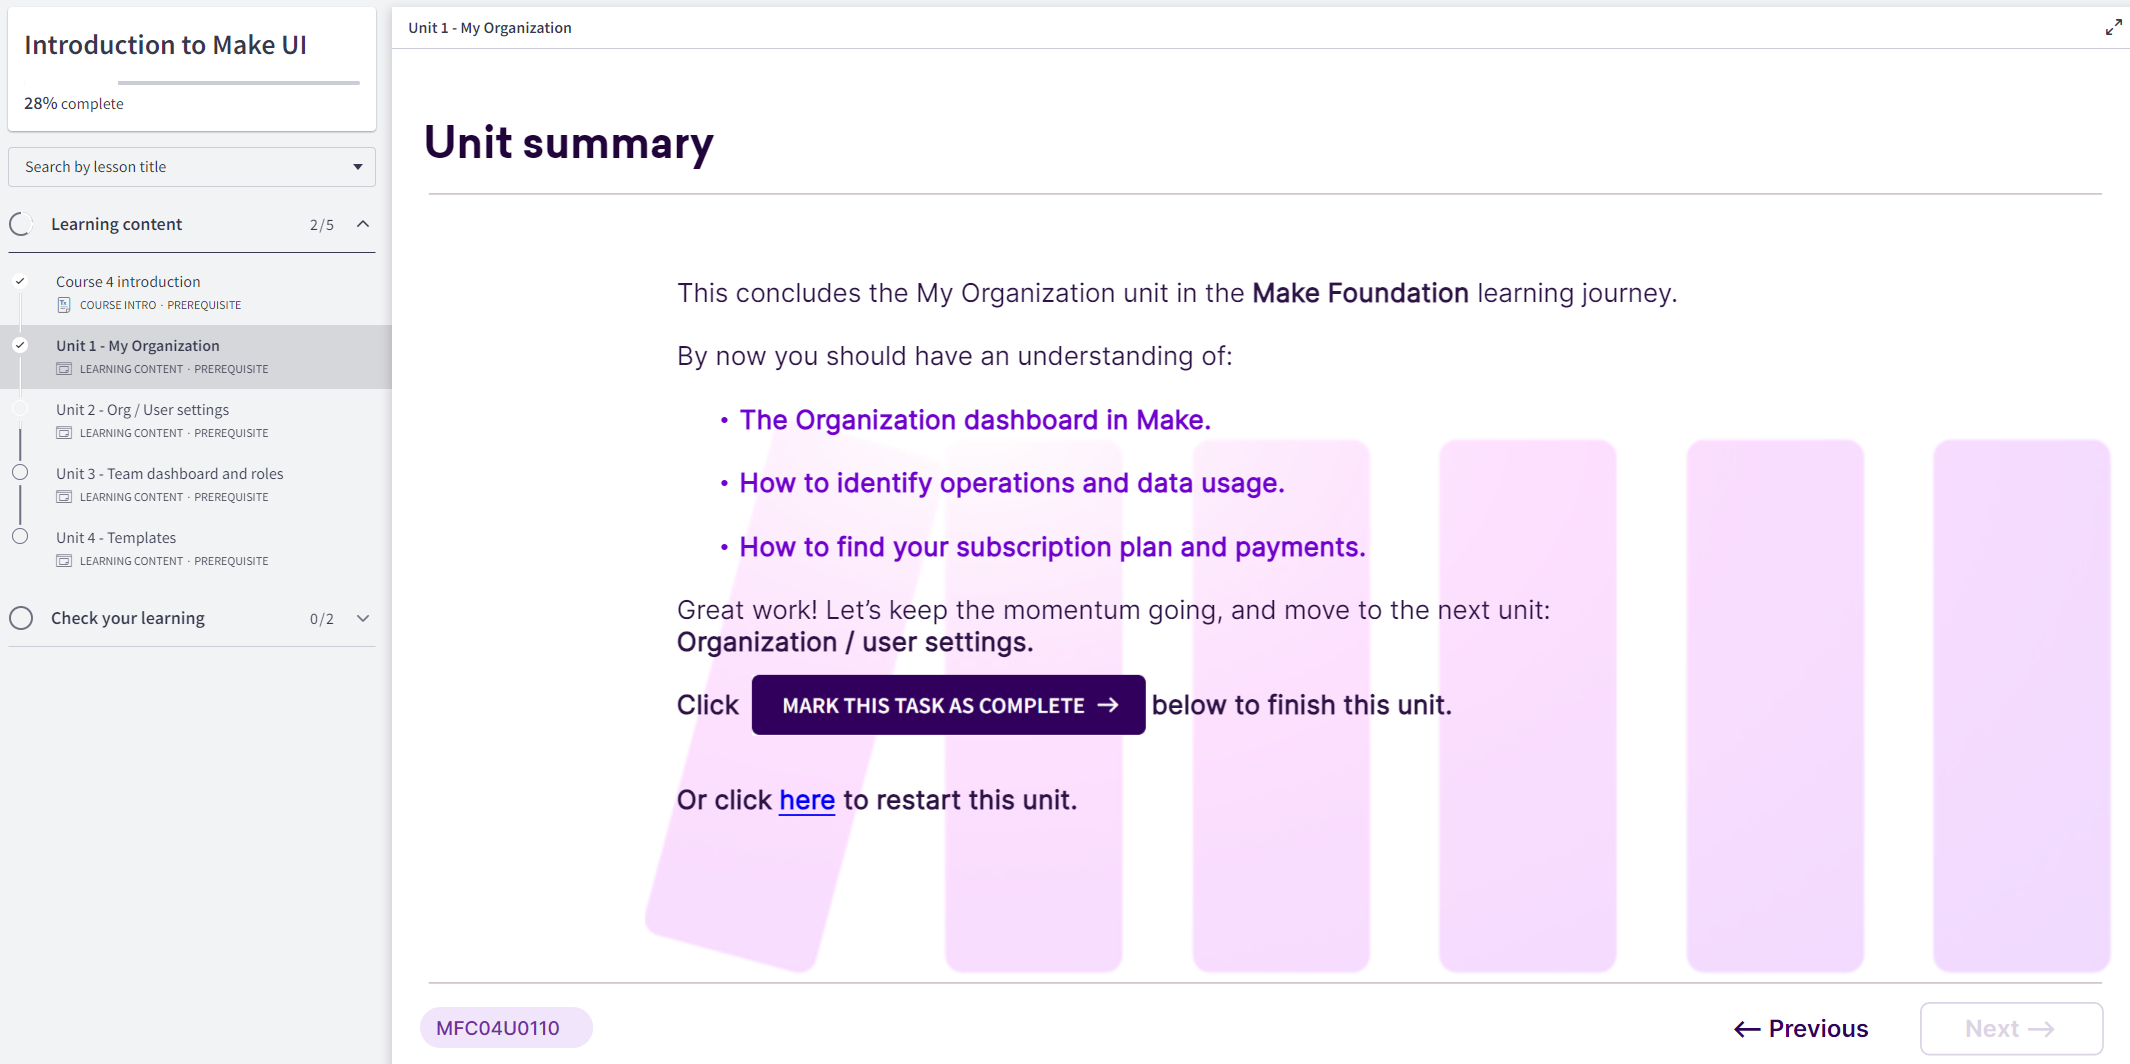 Introduction to Make UI
28% complete
Search by lesson title
Learning content 2/5
Course 4 introduction
COURSE INTRO · PREREQUISITE
Unit 1 - My Organization
LEARNING CONTENT · PREREQUISITE
Unit 2 - Org / User settings
LEARNING CONTENT · PREREQUISITE
Unit 3 - Team dashboard and roles
LEARNING CONTENT · PREREQUISITE
Unit 4 - Templates
LEARNING CONTENT · PREREQUISITE
Check your learning 0/2
Unit 1 - My Organization
Unit summary
This concludes the My Organization unit in the Make Foundation learning journey.
By now you should have an understanding of:
• The Organization dashboard in Make.
• How to identify operations and data usage.
• How to find your subscription plan and payments.
Great work! Let’s keep the momentum going, and move to the next unit:
Organization / user settings.
Click MARK THIS TASK AS COMPLETE → below to finish this unit.
Or click here to restart this unit.
MFC04U0110
← Previous
Next →